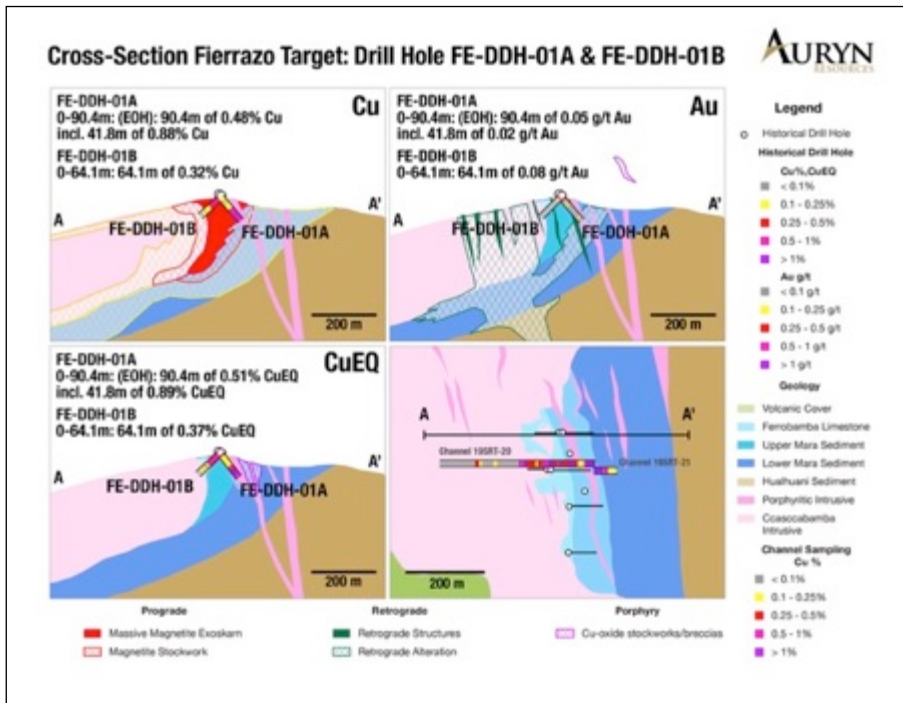 Cross-Section Fierrazo Target: Drill Hole FE-DDH-01A & FE-DDH-01B
AURYN
RESOURCES
FE-DDH-01A
Cu
0-90.4m: (EOH): 90.4m of 0.48% Cu
incl. 41.8m of 0.88% Cu
FE-DDH-01B
0-64.1m: 64.1m of 0.32% Cu
A
A'
FE-DDH-01B
FE-DDH-01A
200 m
FE-DDH-01A
Au
0-90.4m: (EOH): 90.4m of 0.05 g/t Au
incl. 41.8m of 0.02 g/t Au
FE-DDH-01B
0-64.1m: 64.1m of 0.08 g/t Au
A
A'
FE-DDH-01B
FE-DDH-01A
200 m
FE-DDH-01A
CuEQ
0-90.4m: (EOH): 90.4m of 0.51% CuEQ
incl. 41.8m of 0.89% CuEQ
FE-DDH-01B
0-64.1m: 64.1m of 0.37% CuEQ
A
A'
FE-DDH-01B
FE-DDH-01A
200 m
A
A'
Channel 19SRT-20
Channel 19SRT-21
200 m
Legend
Historical Drill Hole
Historical Drill Hole
Cu%,CuEQ
< 0.1%
0.1 - 0.25%
0.25 - 0.5%
0.5 - 1%
> 1%
Au g/t
< 0.1 g/t
0.1 - 0.25 g/t
0.25 - 0.5 g/t
0.5 - 1 g/t
> 1 g/t
Geology
Volcanic Cover
Ferrobamba Limestone
Upper Mara Sediment
Lower Mara Sediment
Hualhuani Sediment
Porphyritic Intrusive
Ccasccabamba
Intrusive
Channel Sampling
Cu %
< 0.1%
0.1 - 0.25%
0.25 - 0.5%
0.5 - 1%
> 1%
Prograde
Massive Magnetite Exoskarn
Magnetite Stockwork
Retrograde
Retrograde Structures
Retrograde Alteration
Porphyry
Cu-oxide stockworks/breccias